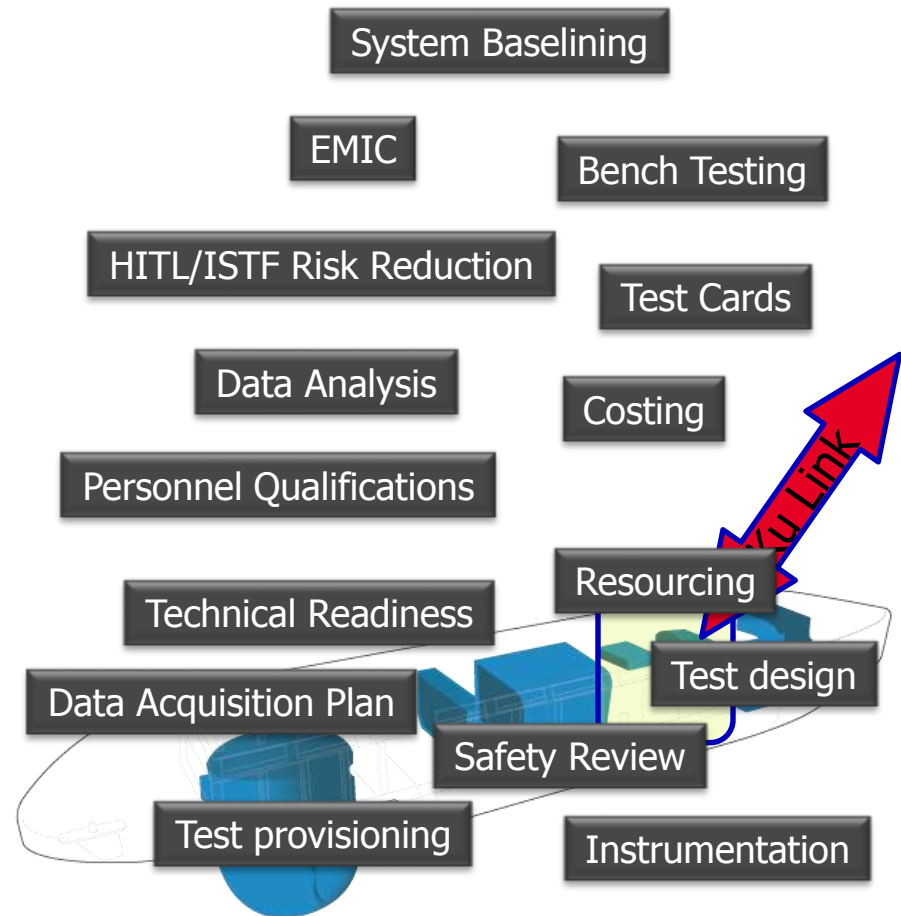 System Baselining
EMIC
Bench Testing
HITL/ISTF Risk Reduction
Test Cards
Data Analysis
Costing
Ku Link
Personnel Qualifications
Resourcing
Technical Readiness
Test design
Data Acquisition Plan
Safety Review
Test provisioning
Instrumentation